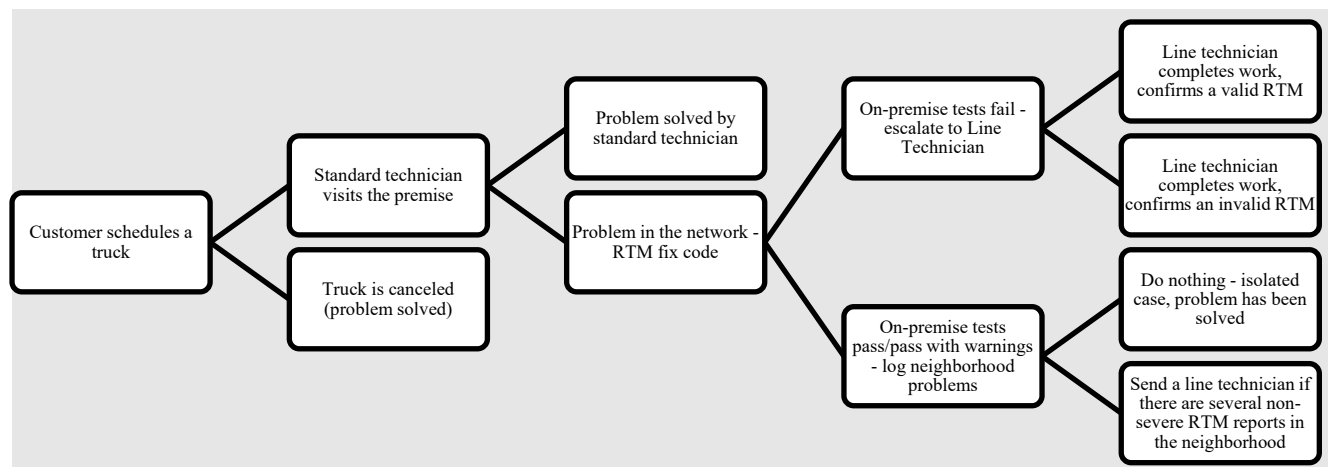 Customer schedules a
truck
Standard technician
visits the premise
Truck is canceled
(problem solved)
Problem solved by
standard technician
Problem in the network -
RTM fix code
On-premise tests fail -
escalate to Line
Technician
On-premise tests
pass/pass with warnings
- log neighborhood
problems
Line technician
completes work,
confirms a valid RTM
Line technician
completes work,
confirms an invalid RTM
Do nothing - isolated
case, problem has been
solved
Send a line technician if
there are several non-
severe RTM reports in
the neighborhood